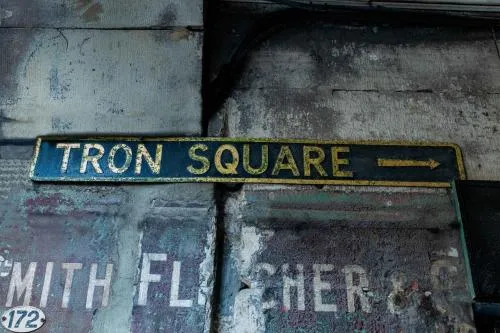 TRON SQUARE →
MITH FL CHER &
172